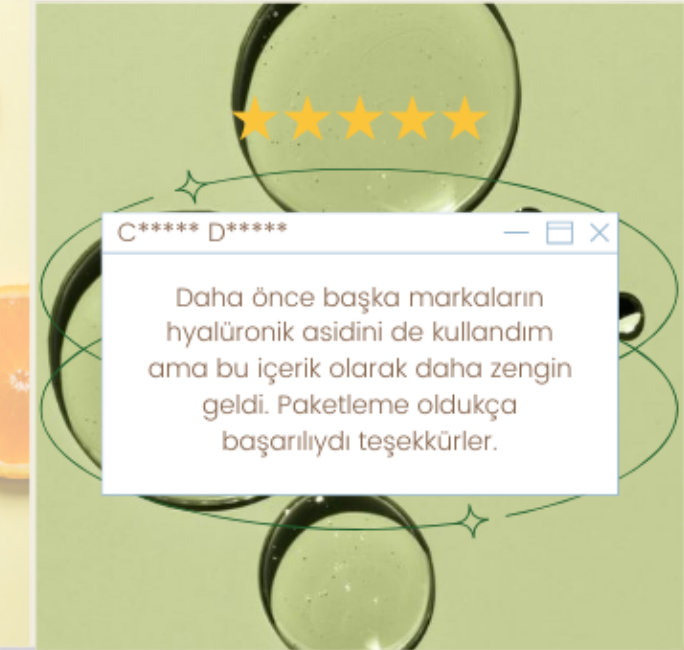 C***** D*****
Daha önce başka markaların
hyalüronik asidini de kullandım
ama bu içerik olarak daha zengin
geldi. Paketleme oldukça
başarılıydı teşekkürler.